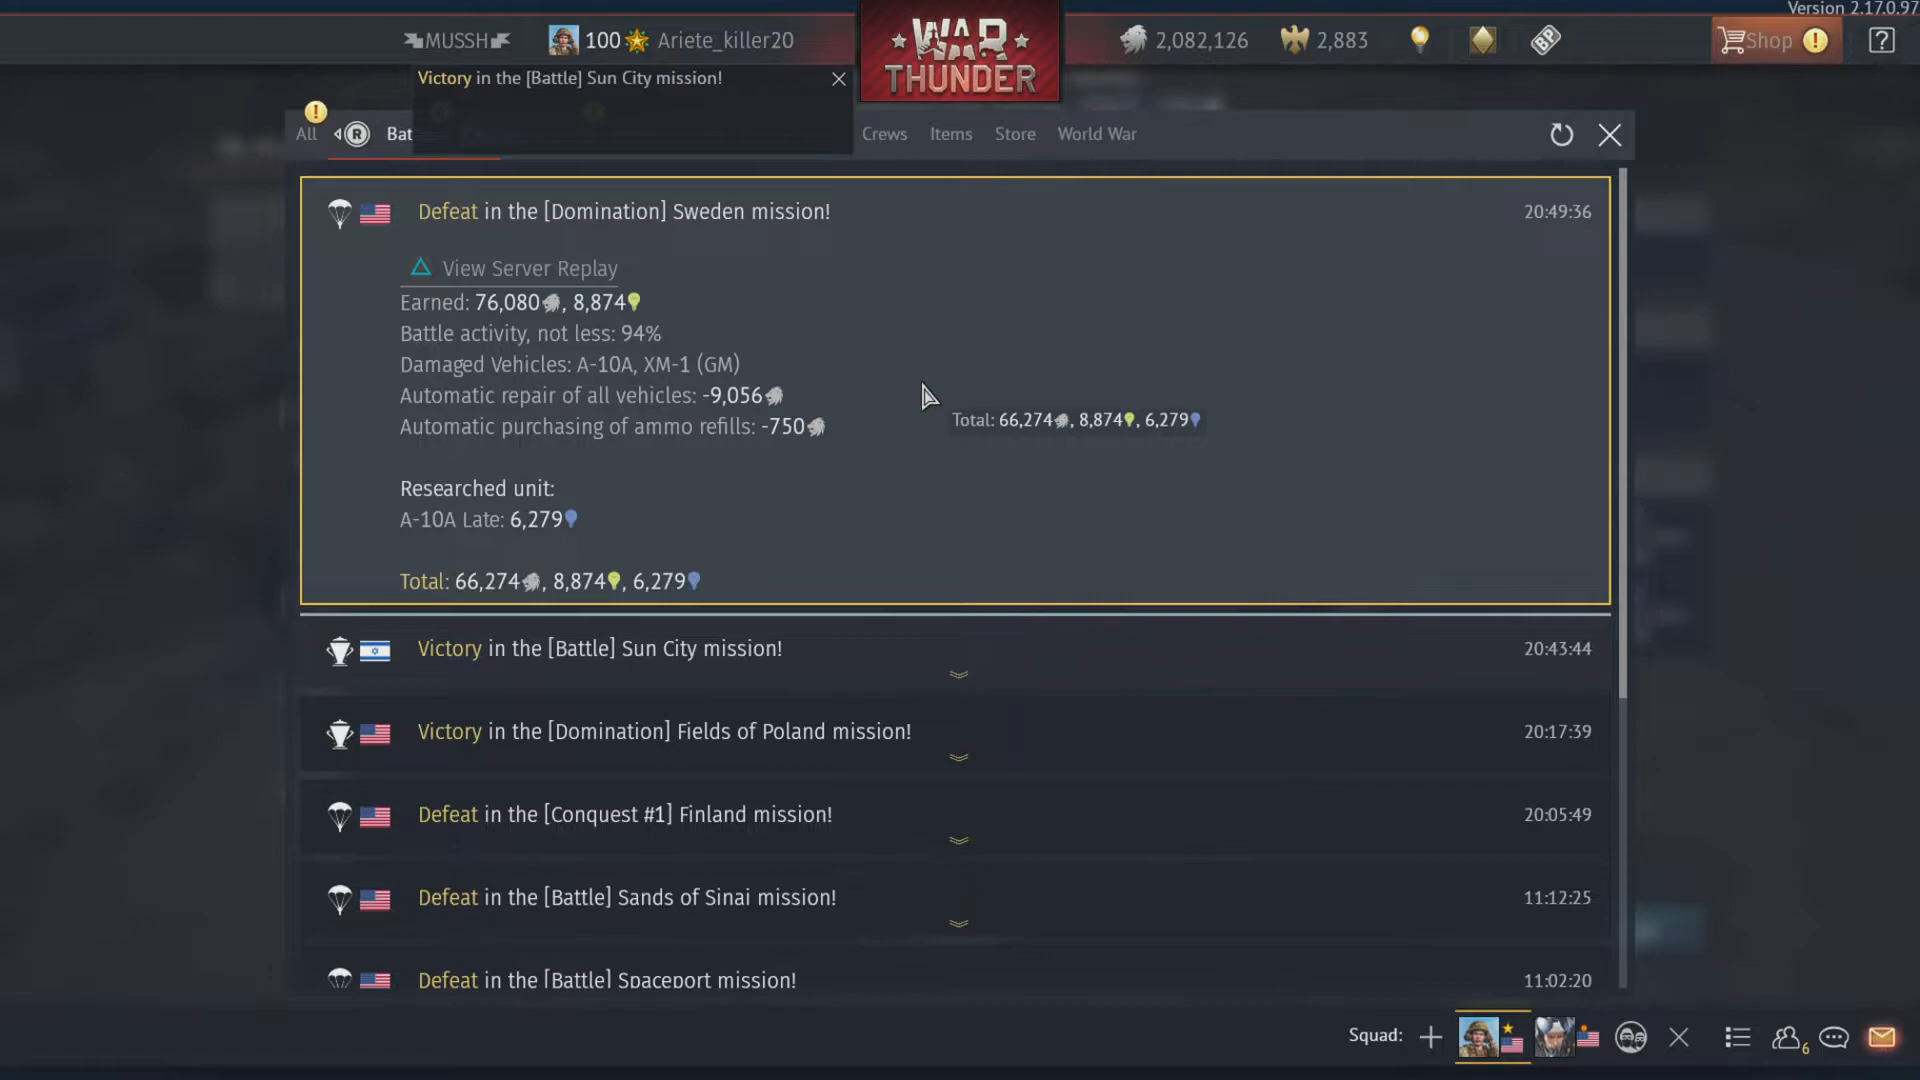 Version 2.17.0.97
MUSSH 100 Ariete_killer20 WAR THUNDER 2,082,126 2,883 BP Shop ! ?
Victory in the [Battle] Sun City mission!
All R Bat Crews Items Store World War
Defeat in the [Domination] Sweden mission! 20:49:36
View Server Replay
Earned: 76,080, 8,874
Battle activity, not less: 94%
Damaged Vehicles: A-10A, XM-1 (GM)
Automatic repair of all vehicles: -9,056
Automatic purchasing of ammo refills: -750
Total: 66,274, 8,874, 6,279
Researched unit:
A-10A Late: 6,279
Total: 66,274, 8,874, 6,279
Victory in the [Battle] Sun City mission! 20:43:44
Victory in the [Domination] Fields of Poland mission! 20:17:39
Defeat in the [Conquest #1] Finland mission! 20:05:49
Defeat in the [Battle] Sands of Sinai mission! 11:12:25
Defeat in the [Battle] Spaceport mission! 11:02:20
Squad: 6